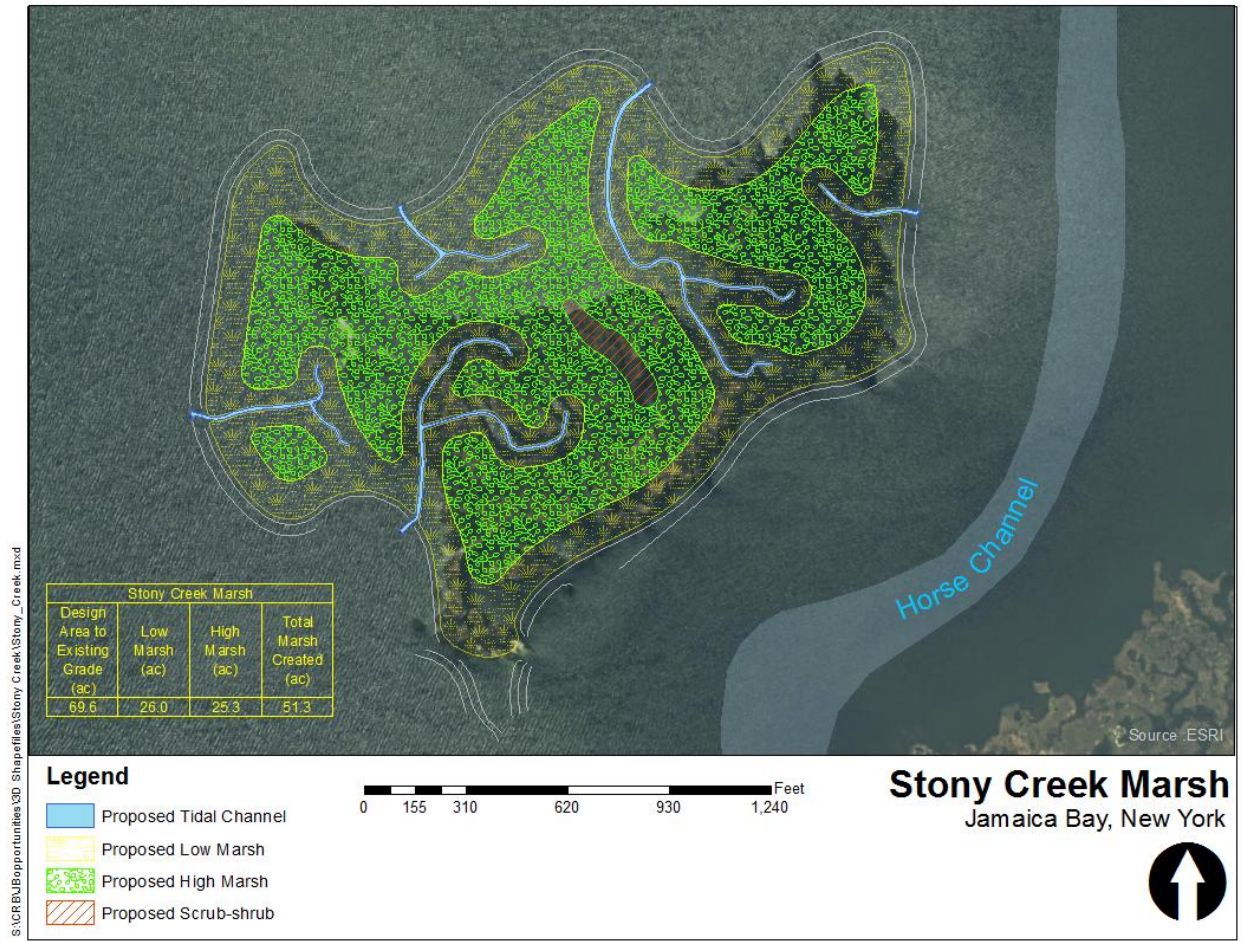 Horse Channel
Stony Creek Marsh
Design
Area to
Existing
Grade
(ac)
Low
Marsh
(ac)
High
Marsh
(ac)
Total
Marsh
Created
(ac)
69.6 26.0 25.3 51.3
Source :ESRI
S:\CRB\JBopportunities\3D Shapefiles\Stony Creek\Stony_Creek.mxd
Legend
Proposed Tidal Channel
Proposed Low Marsh
Proposed High Marsh
Proposed Scrub-shrub
Feet
0 155 310 620 930 1,240
Stony Creek Marsh
Jamaica Bay, New York